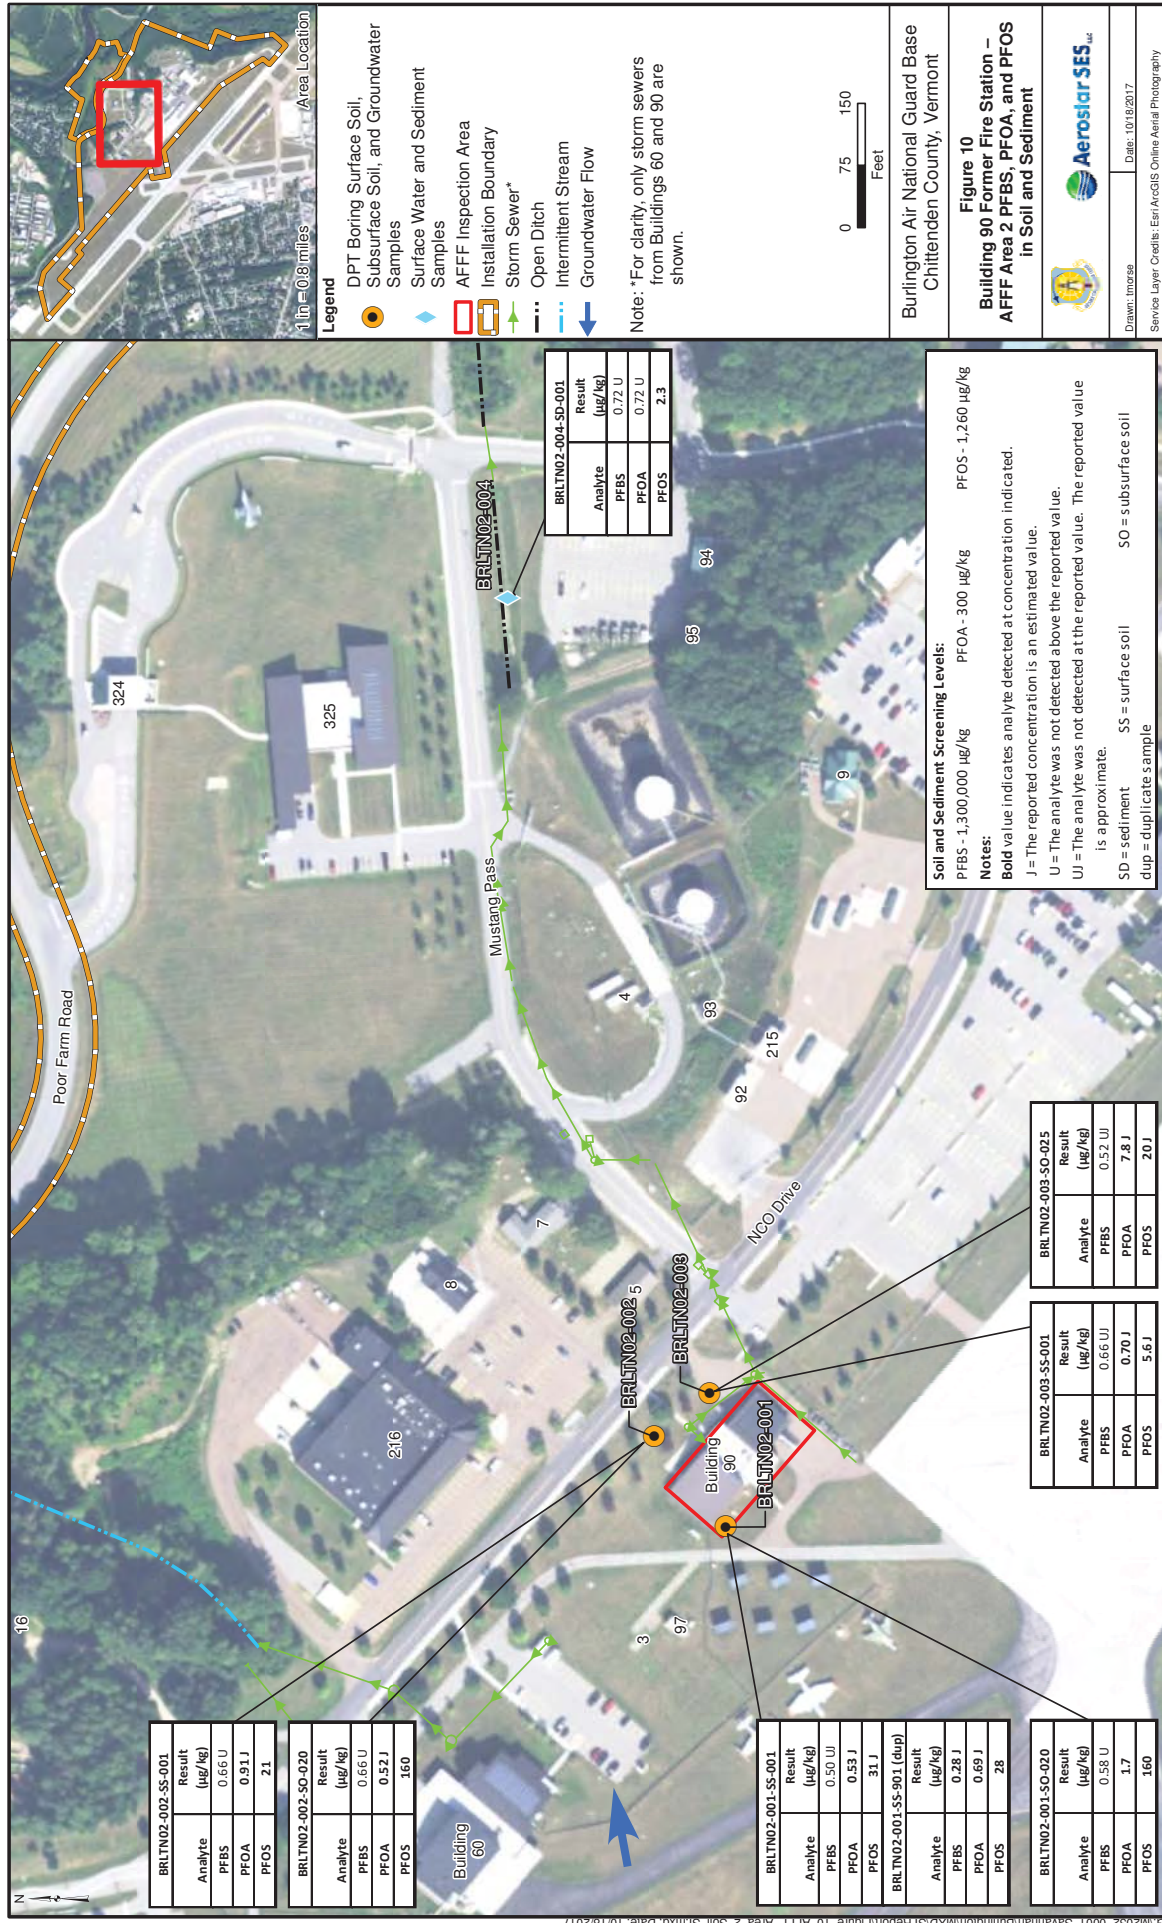 N
16
Poor Farm Road
324
325
216
8
7
5
Mustang Pass
BRLTN02-004
BRLTN02-002
BRLTN02-003
BRLTN02-001
Building
90
Building
60
3
97
4
93
92
215
9
95
94
NCO Drive
BRLTN02-002-SS-001
Analyte Result (µg/kg)
PFBS 0.66 U
PFOA 0.91 J
PFOS 21
BRLTN02-002-SO-020
Analyte Result (µg/kg)
PFBS 0.66 U
PFOA 0.52 J
PFOS 160
BRLTN02-001-SS-001
Analyte Result (µg/kg)
PFBS 0.50 UJ
PFOA 0.53 J
PFOS 31 J
BRLTN02-001-SS-901 (dup)
Analyte Result (µg/kg)
PFBS 0.28 J
PFOA 0.69 J
PFOS 28
BRLTN02-001-SO-020
Analyte Result (µg/kg)
PFBS 0.58 U
PFOA 1.7
PFOS 160
BRLTN02-003-SS-001
Analyte Result (µg/kg)
PFBS 0.66 UJ
PFOA 0.70 J
PFOS 5.6 J
BRLTN02-003-SO-025
Analyte Result (µg/kg)
PFBS 0.52 UJ
PFOA 7.8 J
PFOS 20 J
BRLTN02-004-SD-001
Analyte Result (µg/kg)
PFBS 0.72 U
PFOA 0.72 U
PFOS 2.3
Soil and Sediment Screening Levels:
PFBS - 1,300,000 µg/kg PFOA - 300 µg/kg PFOS - 1,260 µg/kg
Notes:
Bold value indicates analyte detected at concentration indicated.
J = The reported concentration is an estimated value.
U = The analyte was not detected above the reported value.
UJ = The analyte was not detected at the reported value. The reported value
is approximate.
SD = sediment SS = surface soil SO = subsurface soil
dup = duplicate sample
1 in = 0.8 miles Area Location
Legend
DPT Boring Surface Soil,
Subsurface Soil, and Groundwater
Samples
Surface Water and Sediment
Samples
AFFF Inspection Area
Installation Boundary
Storm Sewer*
Open Ditch
Intermittent Stream
Groundwater Flow
Note: *For clarity, only storm sewers
from Buildings 60 and 90 are
shown.
0 75 150
Feet
Burlington Air National Guard Base
Chittenden County, Vermont
Figure 10
Building 90 Former Fire Station –
AFFF Area 2 PFBS, PFOA, and PFOS
in Soil and Sediment
Aerostar SES LLC
Drawn: tmorse Date: 10/18/2017
Service Layer Credits: Esri ArcGIS Online Aerial Photography